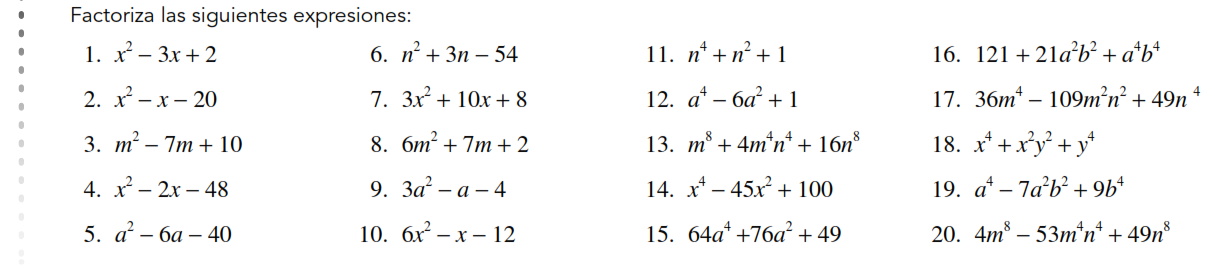 Factoriza las siguientes expresiones:
1. x² – 3x + 2
2. x² – x – 20
3. m² – 7m + 10
4. x² – 2x – 48
5. a² – 6a – 40
6. n² + 3n – 54
7. 3x² + 10x + 8
8. 6m² + 7m + 2
9. 3a² – a – 4
10. 6x² – x – 12
11. n⁴ + n² + 1
12. a⁴ – 6a² + 1
13. m⁸ + 4m⁴n⁴ + 16n⁸
14. x⁴ – 45x² + 100
15. 64a⁴ +76a² + 49
16. 121 + 21a²b² + a⁴b⁴
17. 36m⁴ – 109m²n² + 49n ⁴
18. x⁴ + x²y² + y⁴
19. a⁴ – 7a²b² + 9b⁴
20. 4m⁸ – 53m⁴n⁴ + 49n⁸